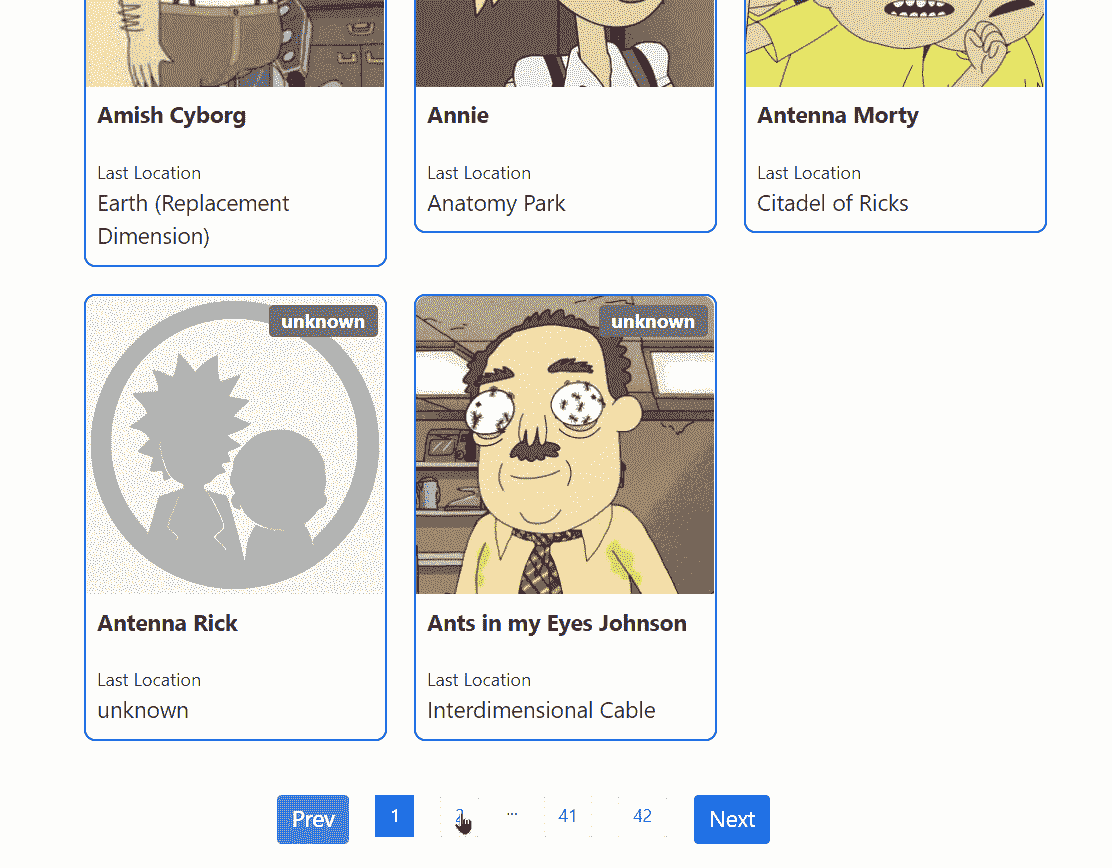 Amish Cyborg
Last Location
Earth (Replacement
Dimension)
Annie
Last Location
Anatomy Park
Antenna Morty
Last Location
Citadel of Ricks
unknown
Antenna Rick
Last Location
unknown
unknown
Ants in my Eyes Johnson
Last Location
Interdimensional Cable
Prev 1 2 ... 41 42 Next